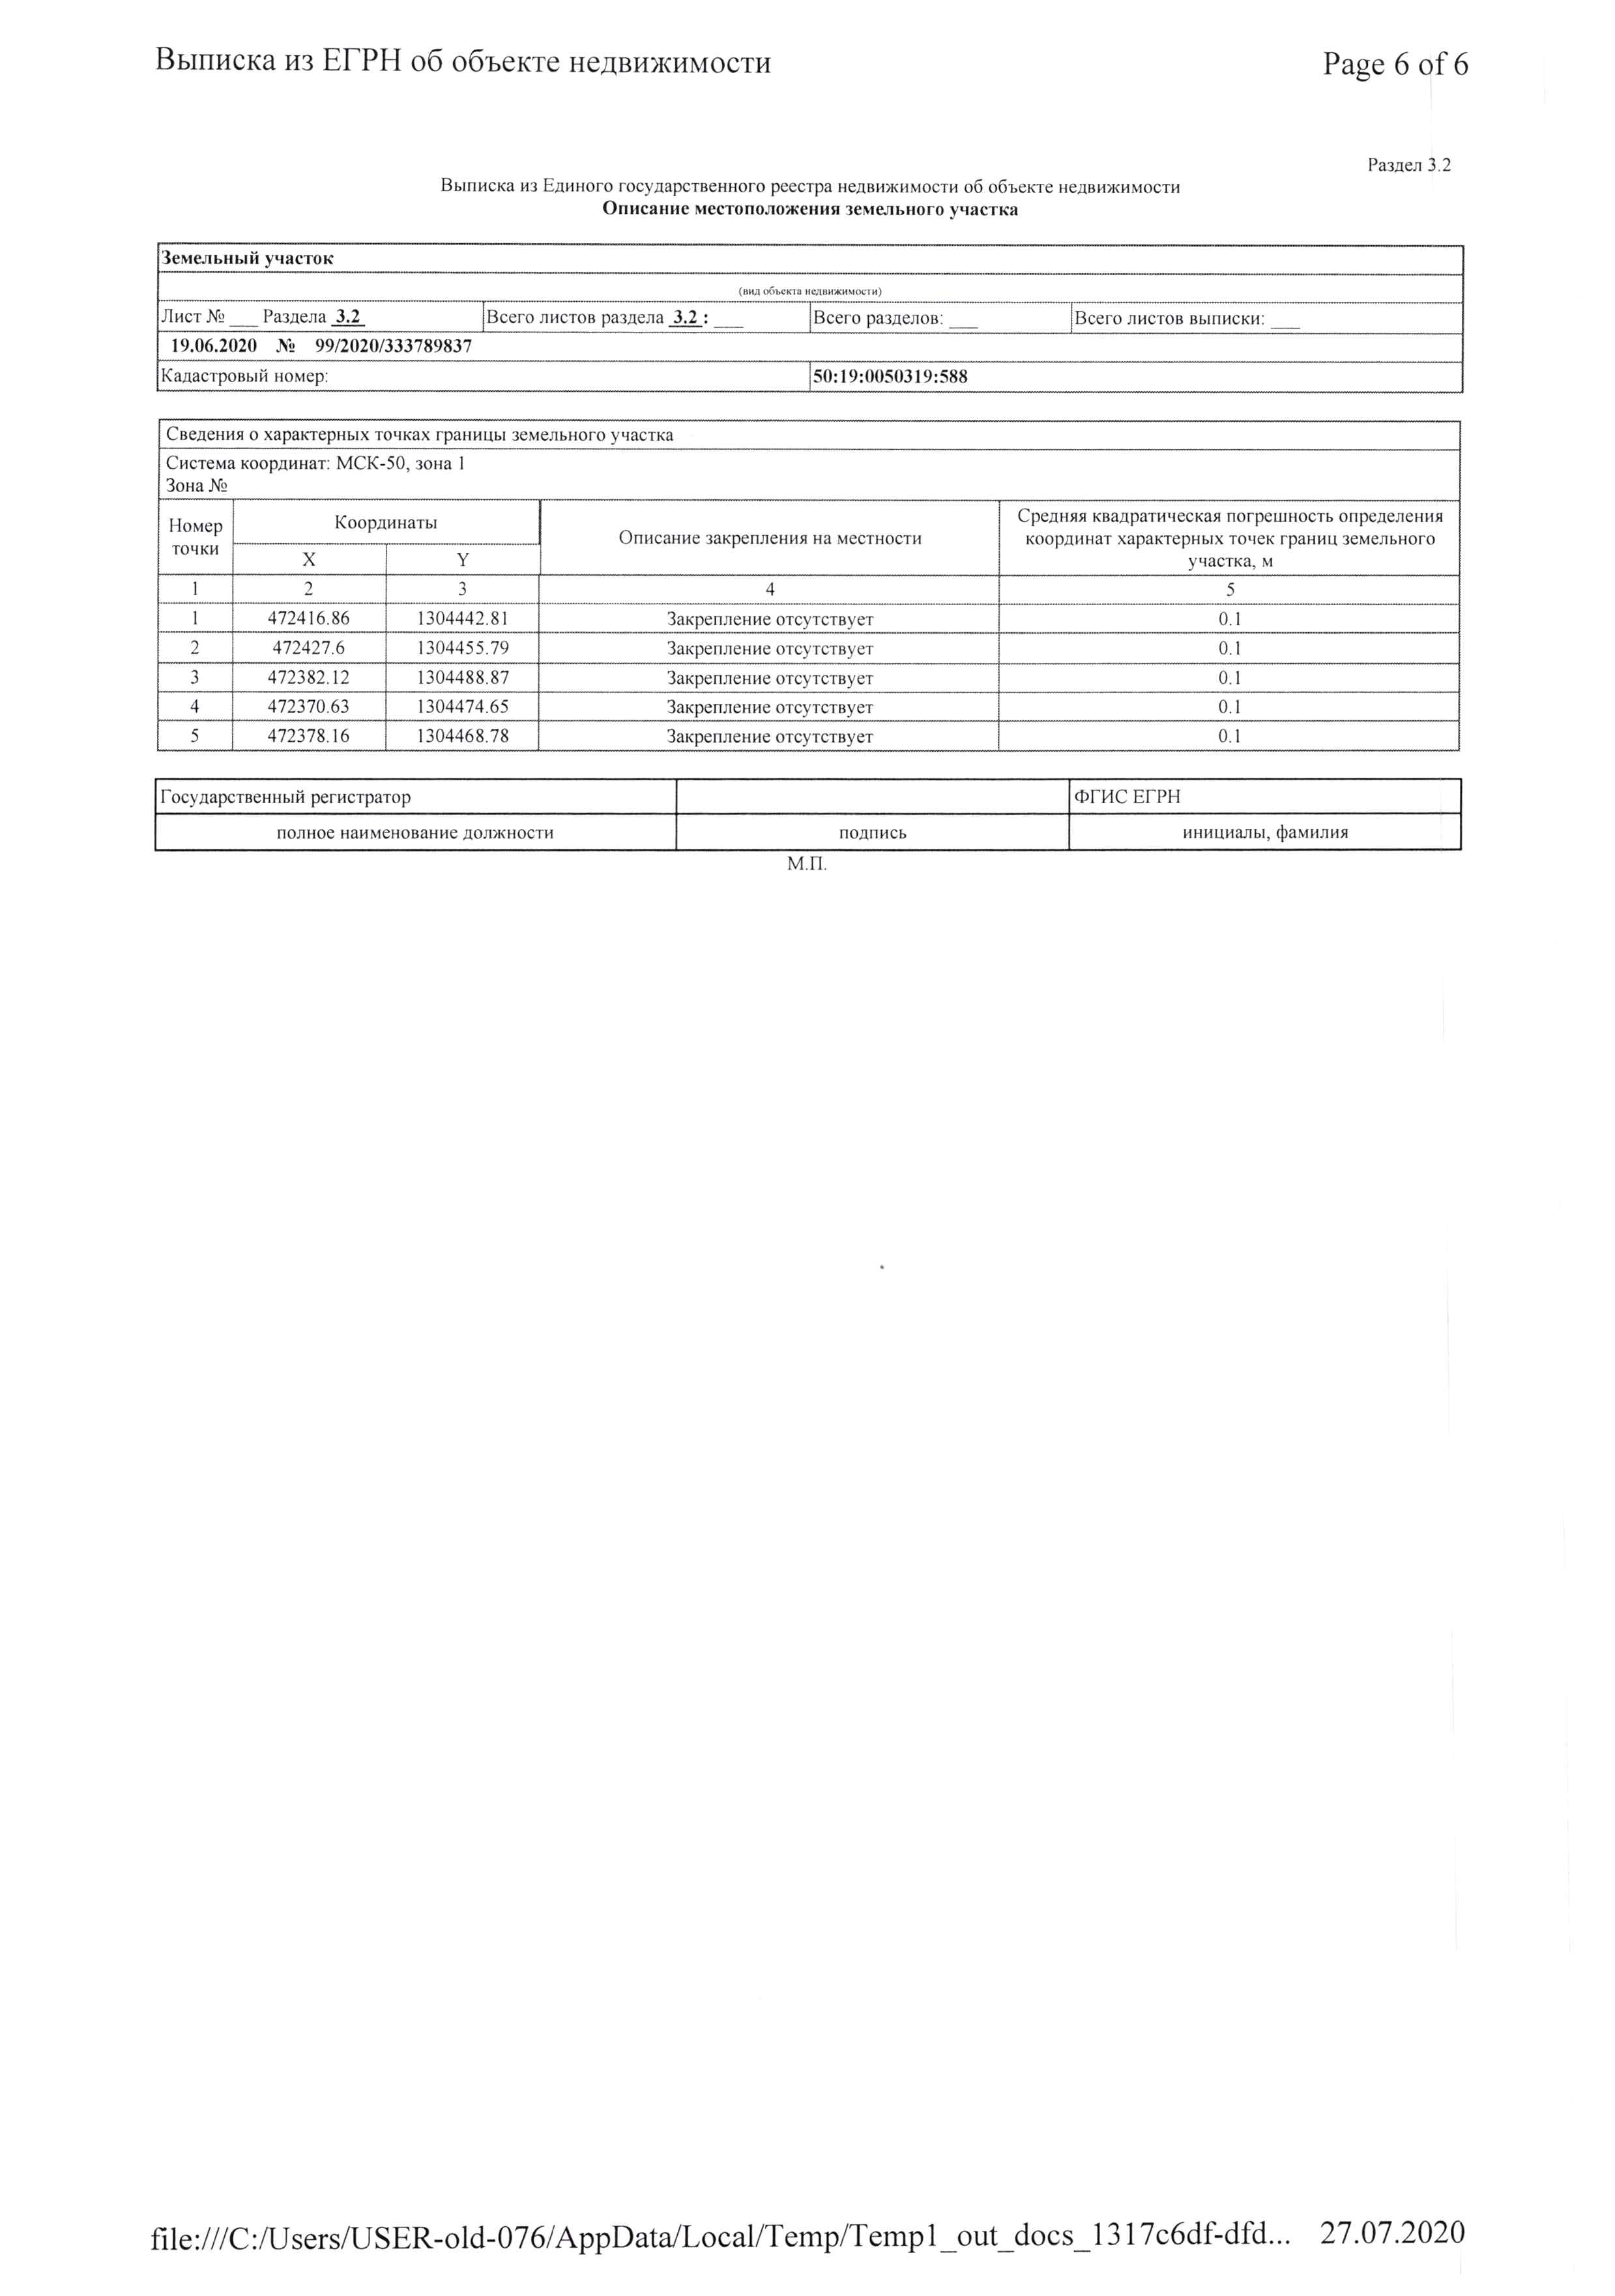 Выписка из ЕГРН об объекте недвижимости Page 6 of 6
Раздел 3.2
Выписка из Единого государственного реестра недвижимости об объекте недвижимости
Описание местоположения земельного участка
Земельный участок
(вид объекта недвижимости)
Лист № ___ Раздела 3.2 Всего листов раздела 3.2 : ___ Всего разделов: ___ Всего листов выписки: ___
19.06.2020 № 99/2020/333789837
Кадастровый номер: 50:19:0050319:588
Сведения о характерных точках границы земельного участка
Система координат: МСК-50, зона 1
Зона №
Номер точки Координаты Описание закрепления на местности Средняя квадратическая погрешность определения координат характерных точек границ земельного участка, м
X Y
1 2 3 4 5
1 472416.86 1304442.81 Закрепление отсутствует 0.1
2 472427.6 1304455.79 Закрепление отсутствует 0.1
3 472382.12 1304488.87 Закрепление отсутствует 0.1
4 472370.63 1304474.65 Закрепление отсутствует 0.1
5 472378.16 1304468.78 Закрепление отсутствует 0.1
Государственный регистратор ФГИС ЕГРН
полное наименование должности подпись инициалы, фамилия
М.П.
file:///C:/Users/USER-old-076/AppData/Local/Temp/Temp1_out_docs_1317c6df-dfd... 27.07.2020